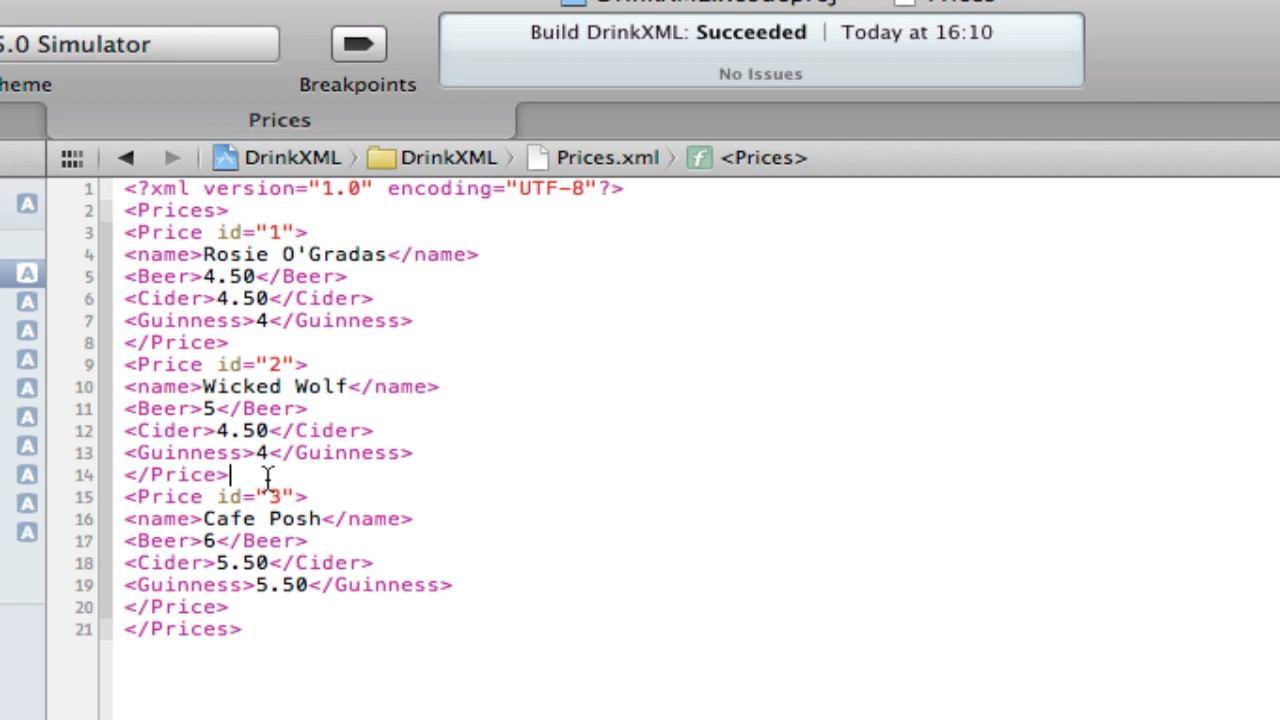 5.0 Simulator
Build DrinkXML: Succeeded | Today at 16:10
No Issues
Breakpoints
Prices
DrinkXML DrinkXML Prices.xml <Prices>
1 <?xml version="1.0" encoding="UTF-8"?>
2 <Prices>
3 <Price id="1">
4 <name>Rosie O'Gradas</name>
5 <Beer>4.50</Beer>
6 <Cider>4.50</Cider>
7 <Guinness>4</Guinness>
8 </Price>
9 <Price id="2">
10 <name>Wicked Wolf</name>
11 <Beer>5</Beer>
12 <Cider>4.50</Cider>
13 <Guinness>4</Guinness>
14 </Price>
15 <Price id="3">
16 <name>Cafe Posh</name>
17 <Beer>6</Beer>
18 <Cider>5.50</Cider>
19 <Guinness>5.50</Guinness>
20 </Price>
21 </Prices>